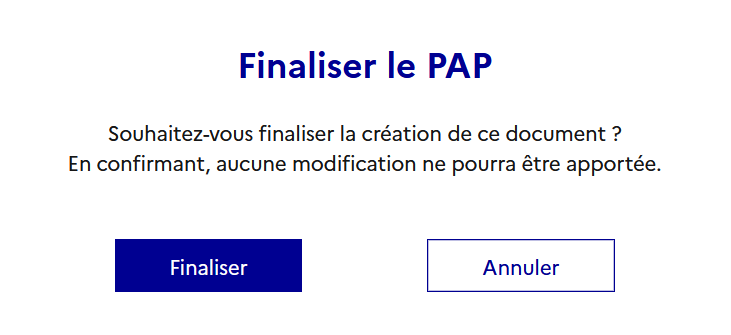 Finaliser le PAP
Souhaitez-vous finaliser la création de ce document ?
En confirmant, aucune modification ne pourra être apportée.
Finaliser
Annuler